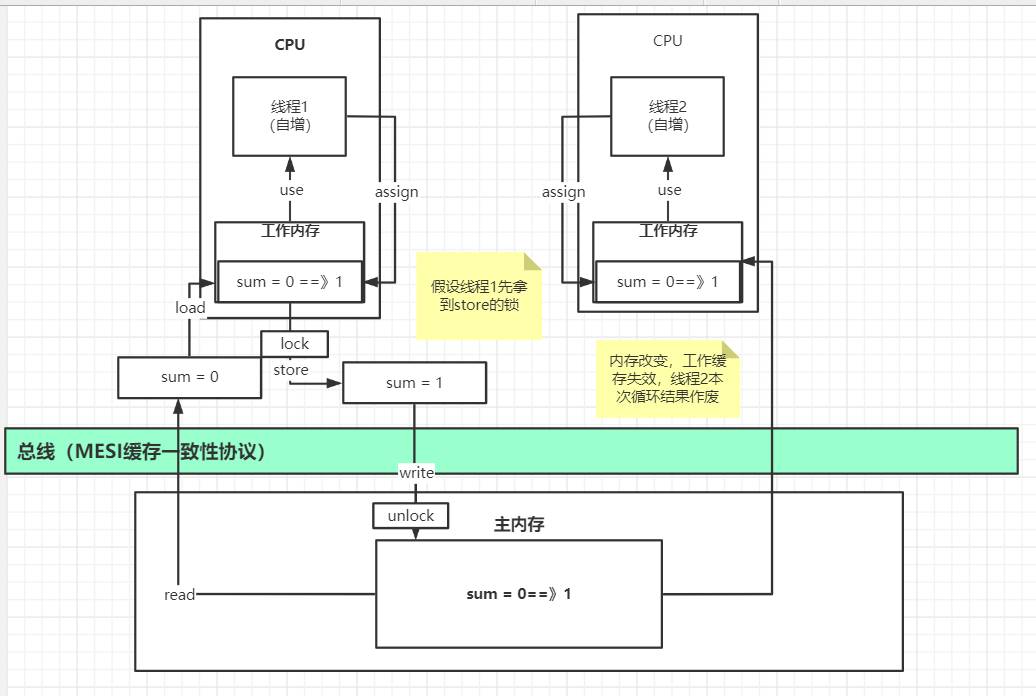 CPU
线程1
(自增)
use
assign
工作内存
sum = 0 ==》1
load
lock
store
sum = 0
sum = 1
假设线程1先拿
到store的锁
CPU
线程2
(自增)
use
assign
工作内存
sum = 0==》1
内存改变，工作缓
存失效，线程2本
次循环结果作废
总线（MESI缓存一致性协议）
write
unlock
主内存
read
sum = 0==》1